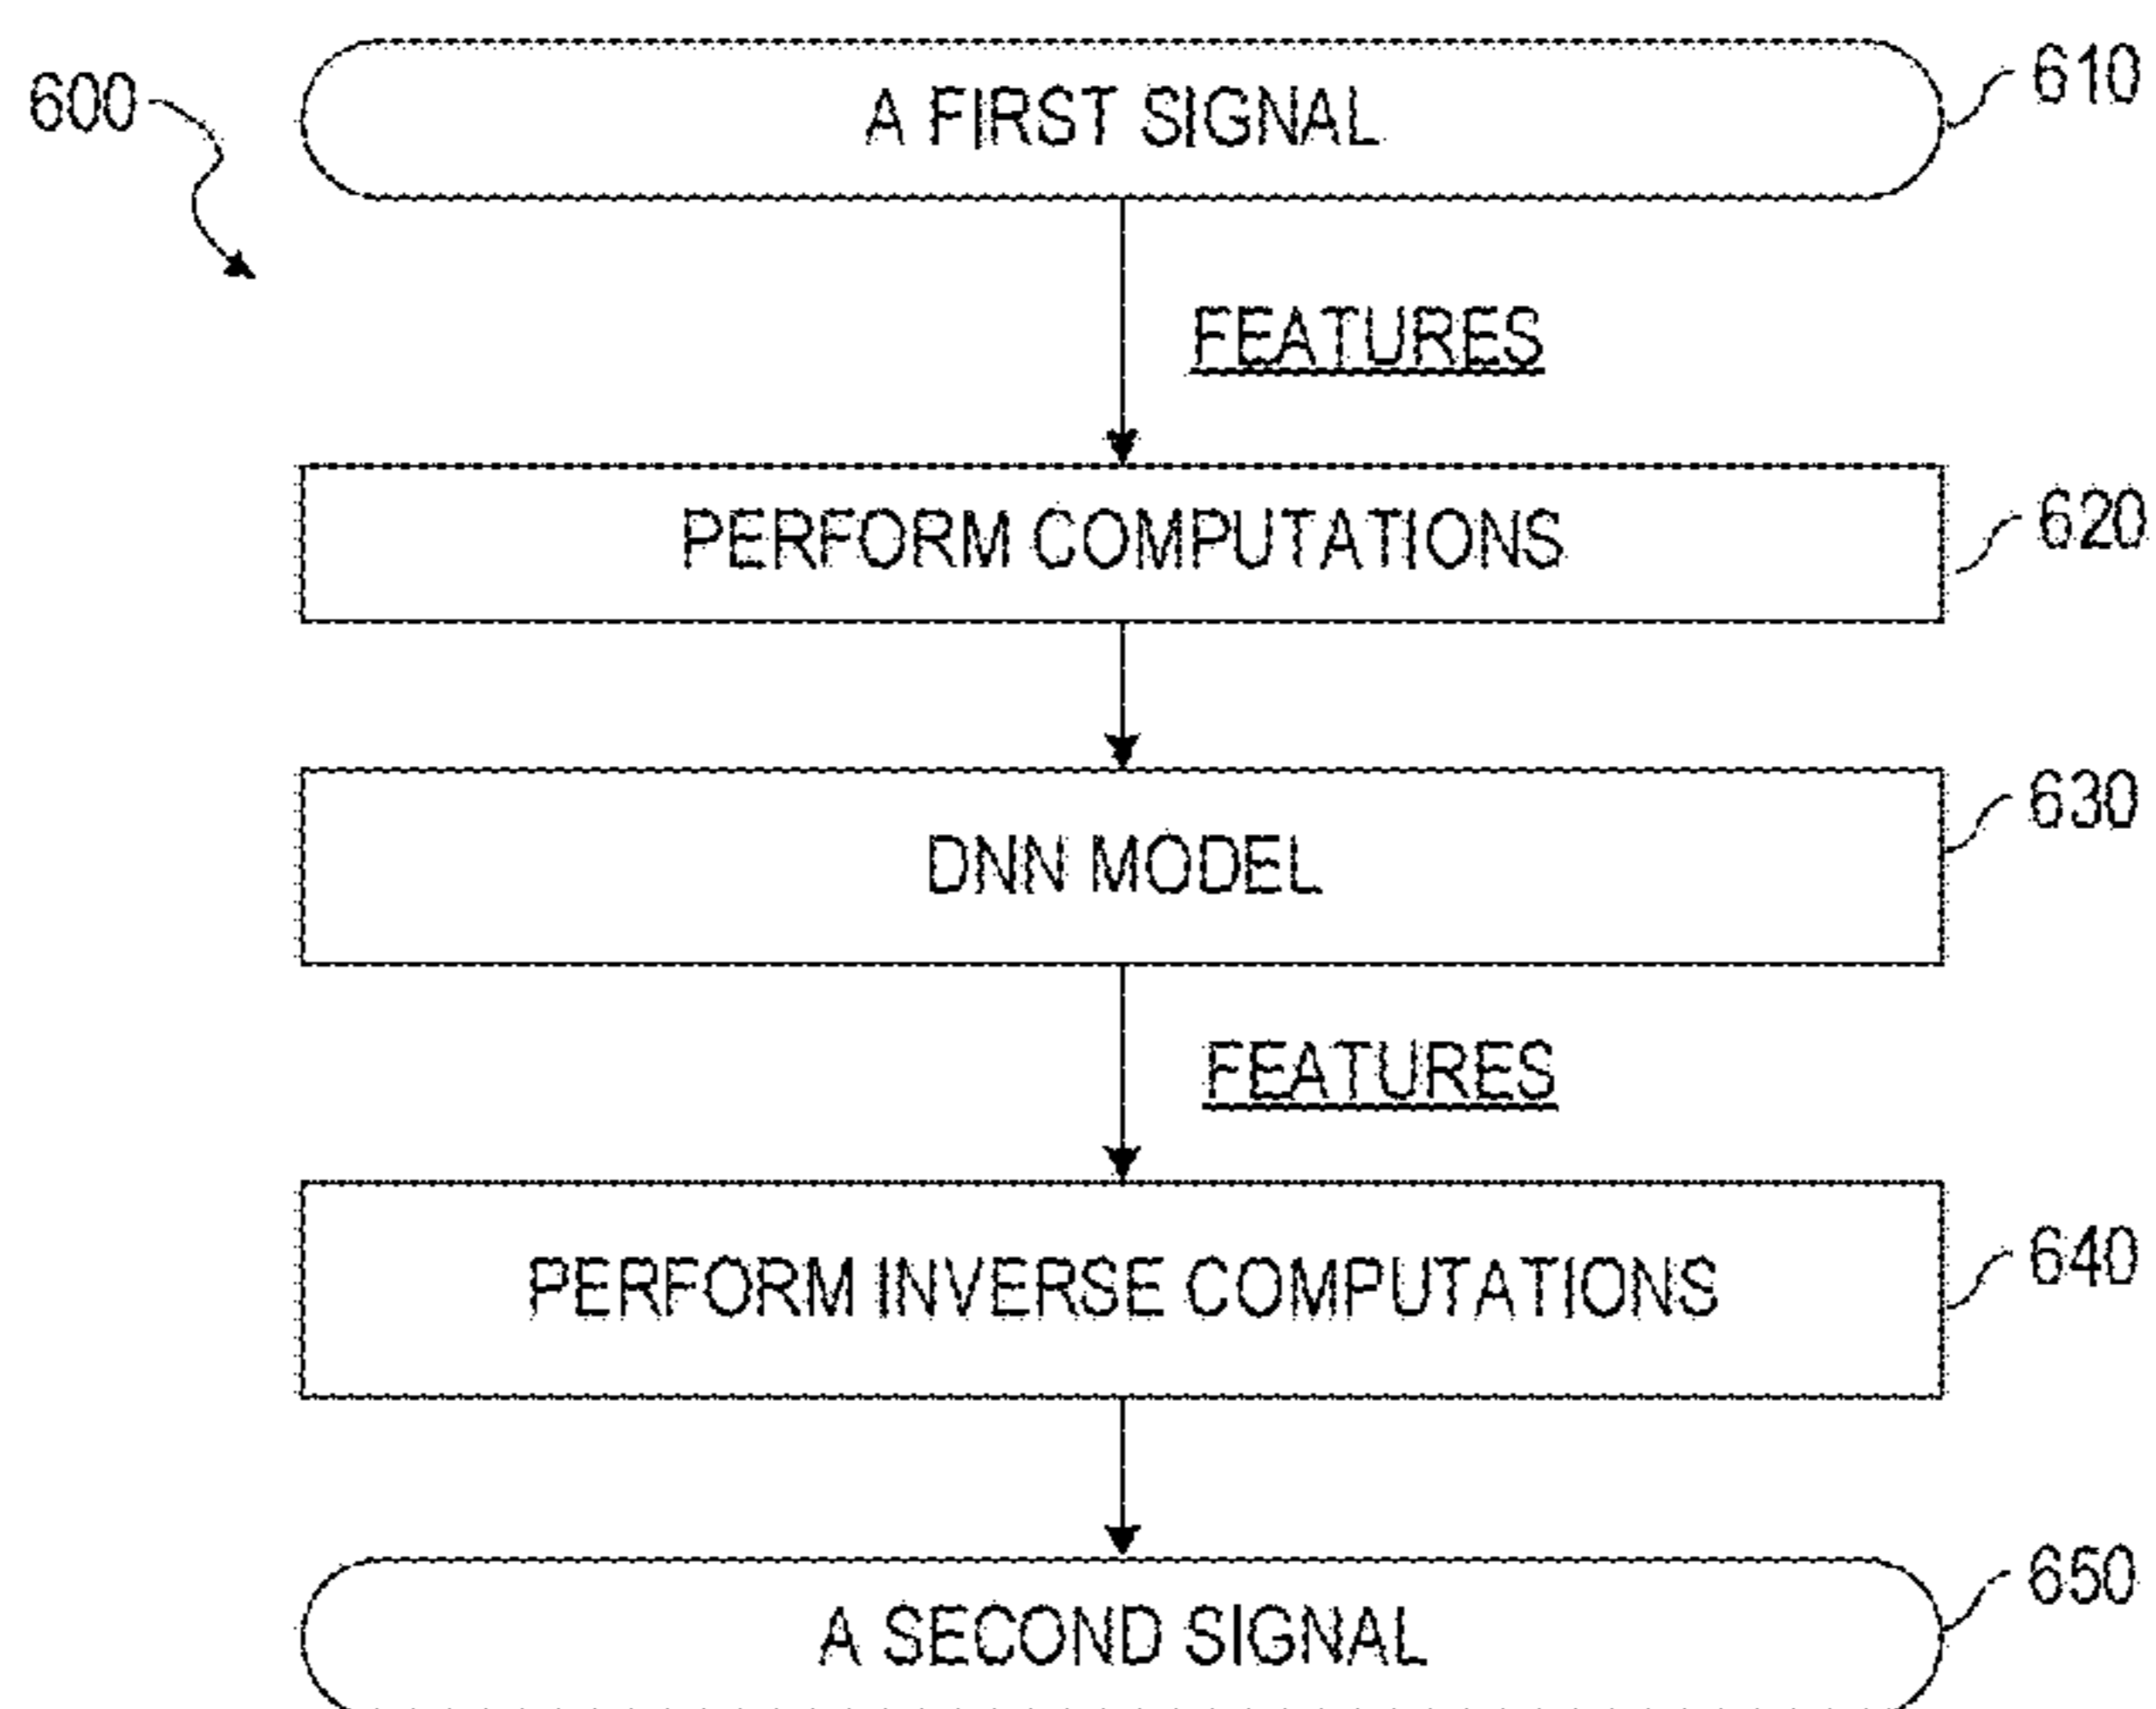 600
A FIRST SIGNAL
610
FEATURES
PERFORM COMPUTATIONS
620
DNN MODEL
630
FEATURES
PERFORM INVERSE COMPUTATIONS
640
A SECOND SIGNAL
650